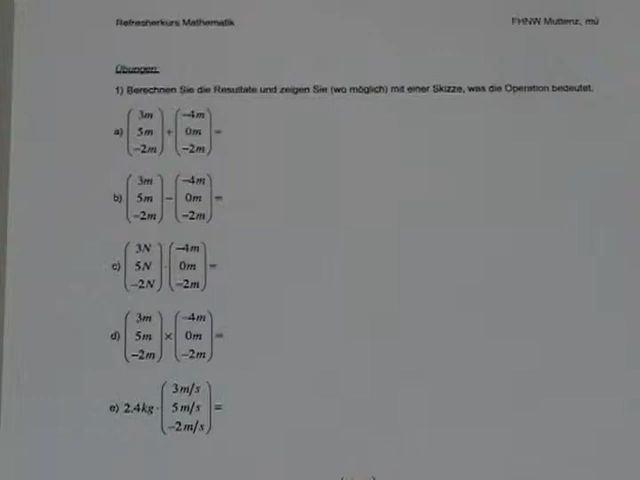 Refresherkurs Mathematik FHNW Muttenz, mü
Übungen:
1) Berechnen Sie die Resultate und zeigen Sie (wo möglich) mit einer Skizze, was die Operation bedeutet.
a) (3m 5m −2m) + (−4m 0m −2m) =
b) (3m 5m −2m) − (−4m 0m −2m) =
c) (3N 5N −2N) · (−4m 0m −2m) =
d) (3m 5m −2m) × (−4m 0m −2m) =
e) 2.4kg · (3m/s 5m/s −2m/s) =